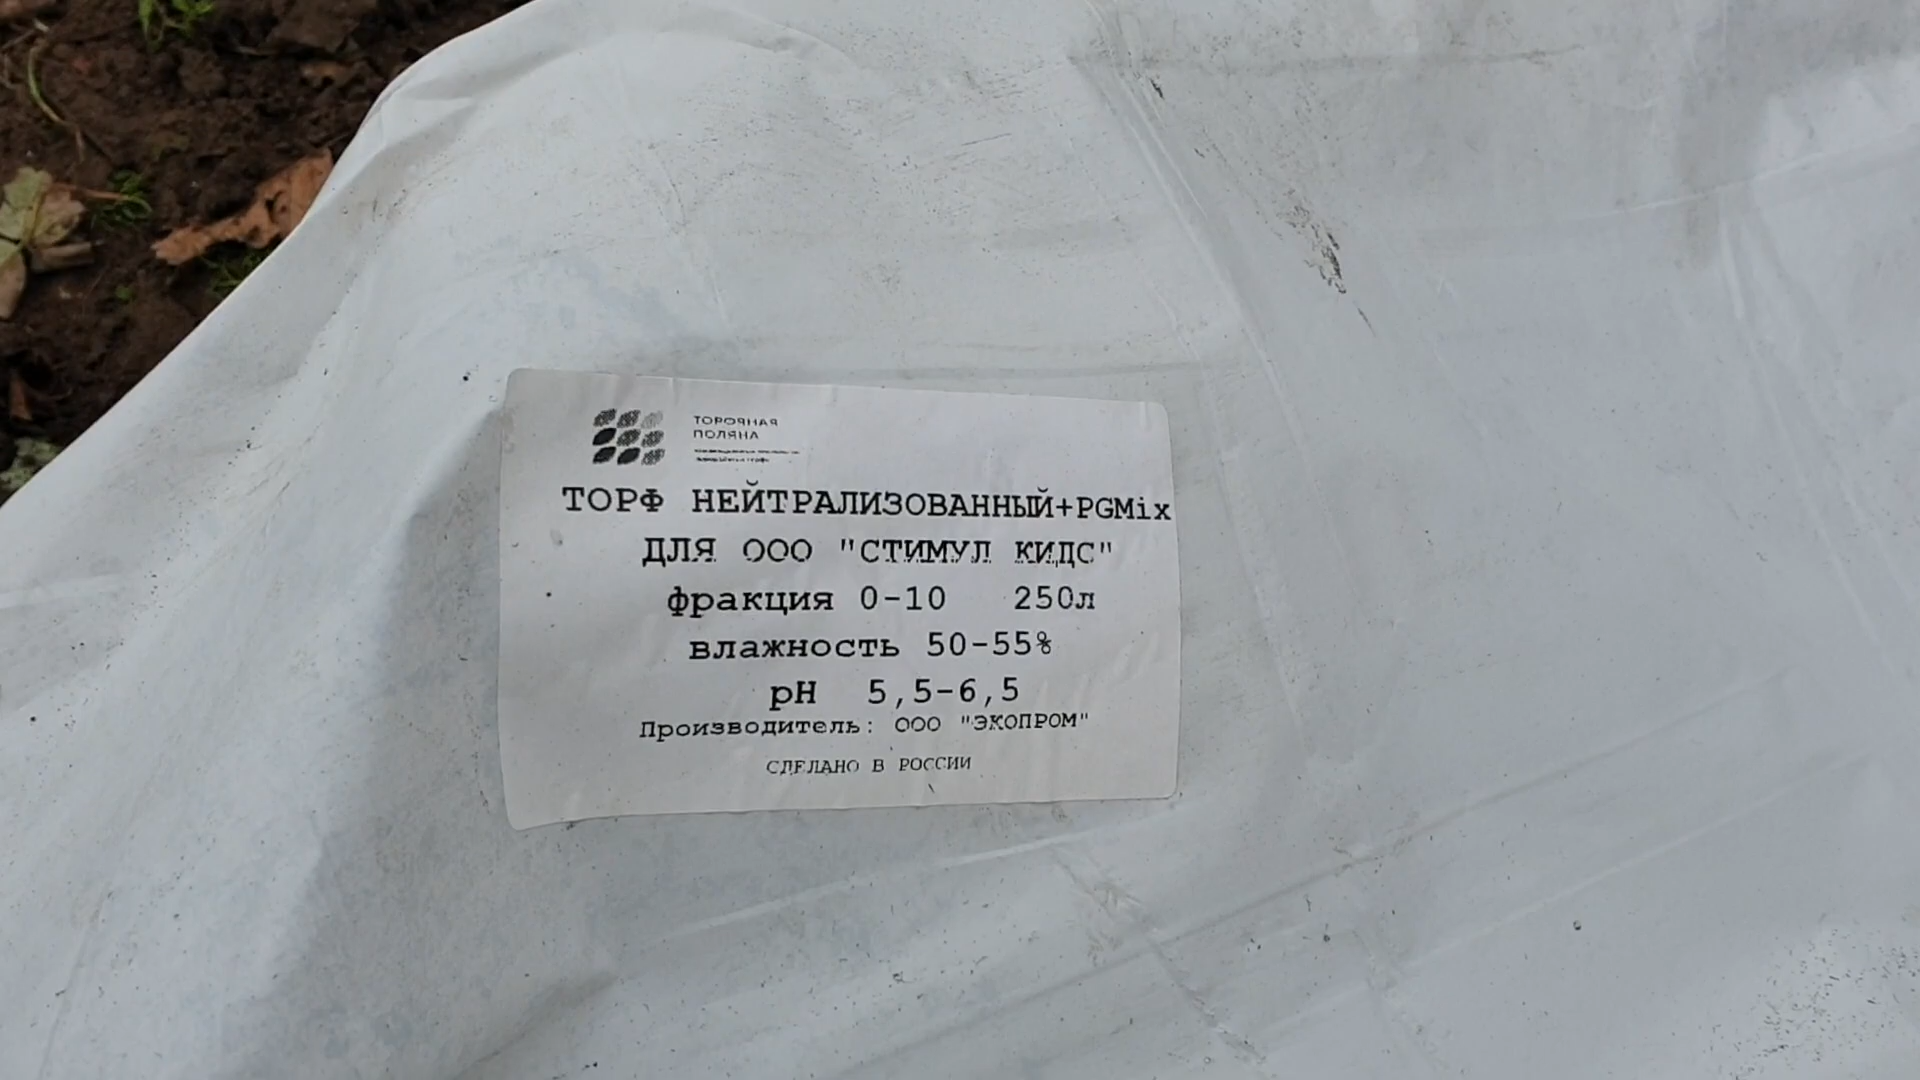 ТОРФЯНАЯ
ПОЛЯНА
ТОРФ НЕЙТРАЛИЗОВАННЫЙ+PGMix
ДЛЯ ООО "СТИМУЛ КИДС"
фракция 0-10 250л
влажность 50-55%
pH 5,5-6,5
Производитель: ООО "ЭКОПРОМ"
СДЕЛАНО В РОССИИ